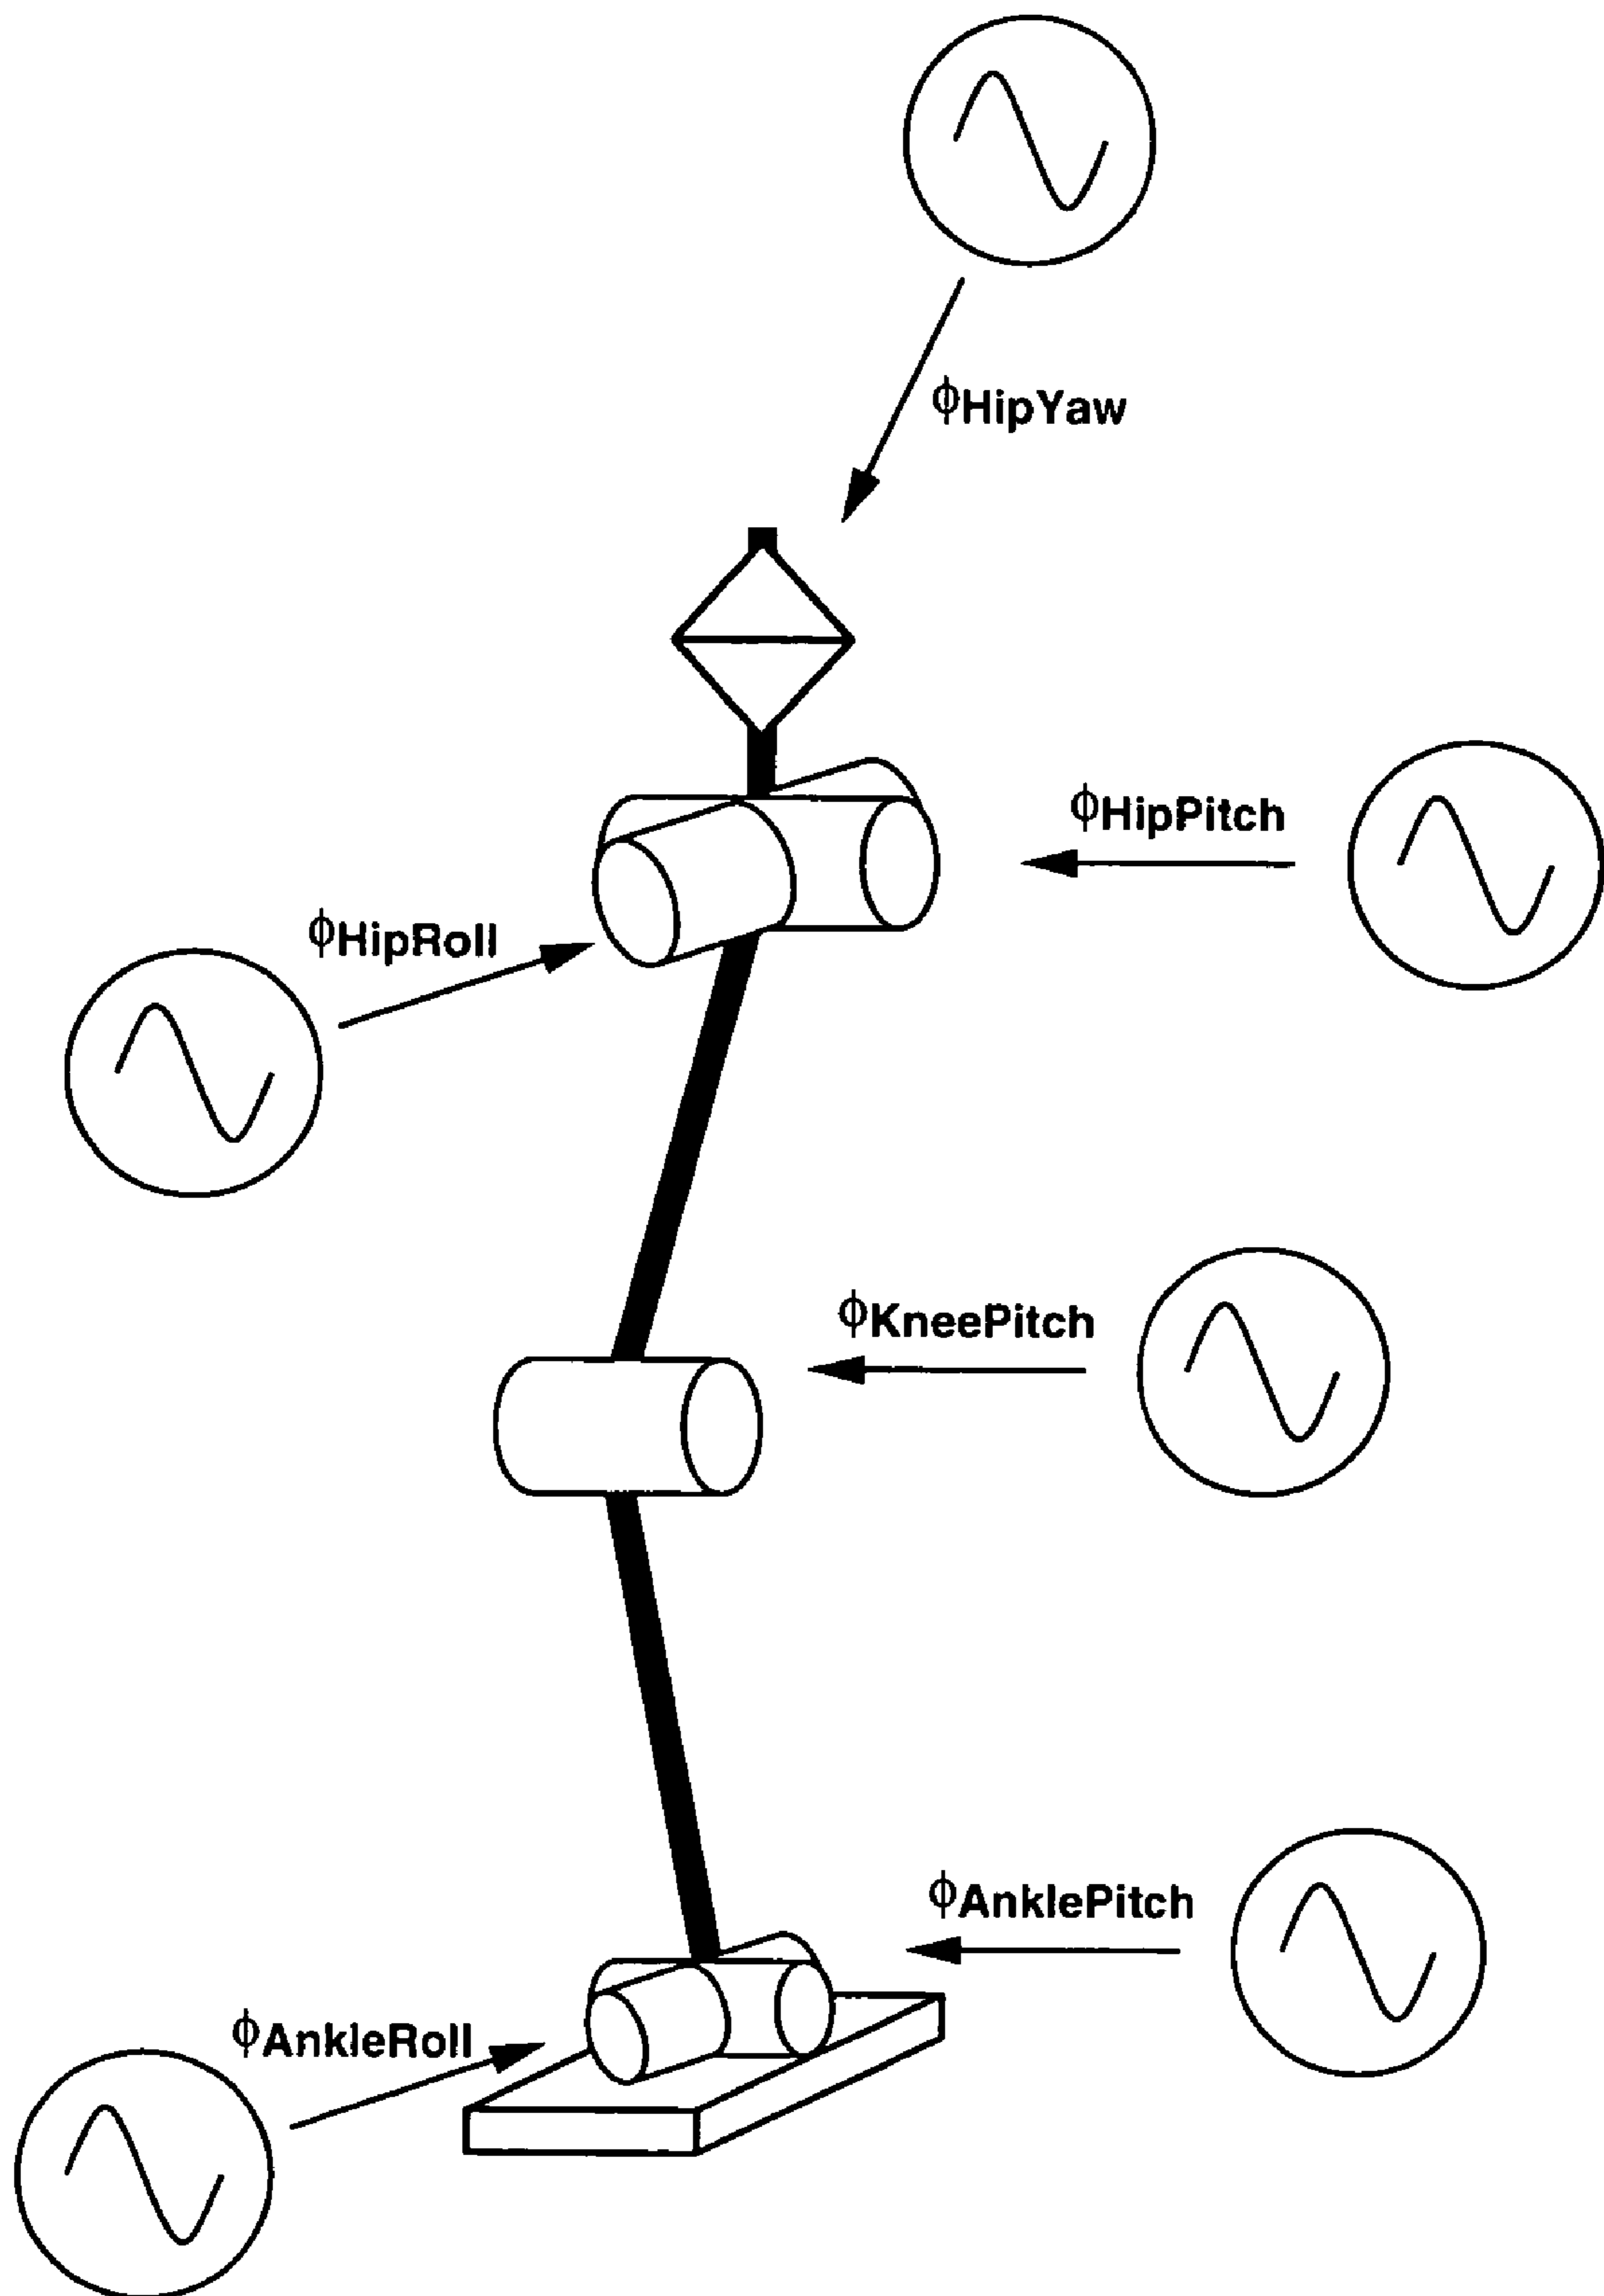 ϕHipYaw
ϕHipPitch
ϕHipRoll
ϕKneePitch
ϕAnklePitch
ϕAnkleRoll